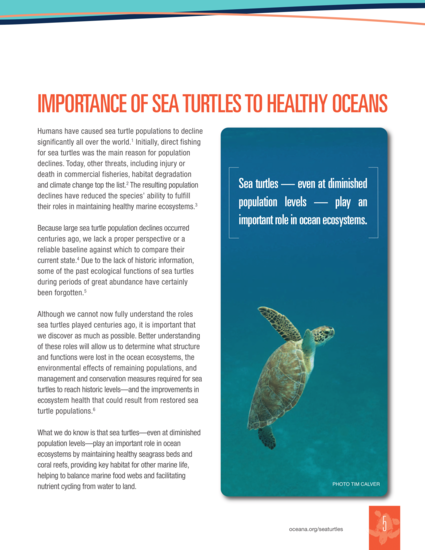 IMPORTANCE OF SEA TURTLES TO HEALTHY OCEANS
Humans have caused sea turtle populations to decline
significantly all over the world.1 Initially, direct fishing
for sea turtles was the main reason for population
declines. Today, other threats, including injury or
death in commercial fisheries, habitat degradation
and climate change top the list.2 The resulting population
declines have reduced the species’ ability to fulfill
their roles in maintaining healthy marine ecosystems.3
Because large sea turtle population declines occurred
centuries ago, we lack a proper perspective or a
reliable baseline against which to compare their
current state.4 Due to the lack of historic information,
some of the past ecological functions of sea turtles
during periods of great abundance have certainly
been forgotten.5
Although we cannot now fully understand the roles
sea turtles played centuries ago, it is important that
we discover as much as possible. Better understanding
of these roles will allow us to determine what structure
and functions were lost in the ocean ecosystems, the
environmental effects of remaining populations, and
management and conservation measures required for sea
turtles to reach historic levels—and the improvements in
ecosystem health that could result from restored sea
turtle populations.6
What we do know is that sea turtles—even at diminished
population levels—play an important role in ocean
ecosystems by maintaining healthy seagrass beds and
coral reefs, providing key habitat for other marine life,
helping to balance marine food webs and facilitating
nutrient cycling from water to land.
Sea turtles — even at diminished
population levels — play an
important role in ocean ecosystems.
PHOTO TIM CALVER
oceana.org/seaturtles
5